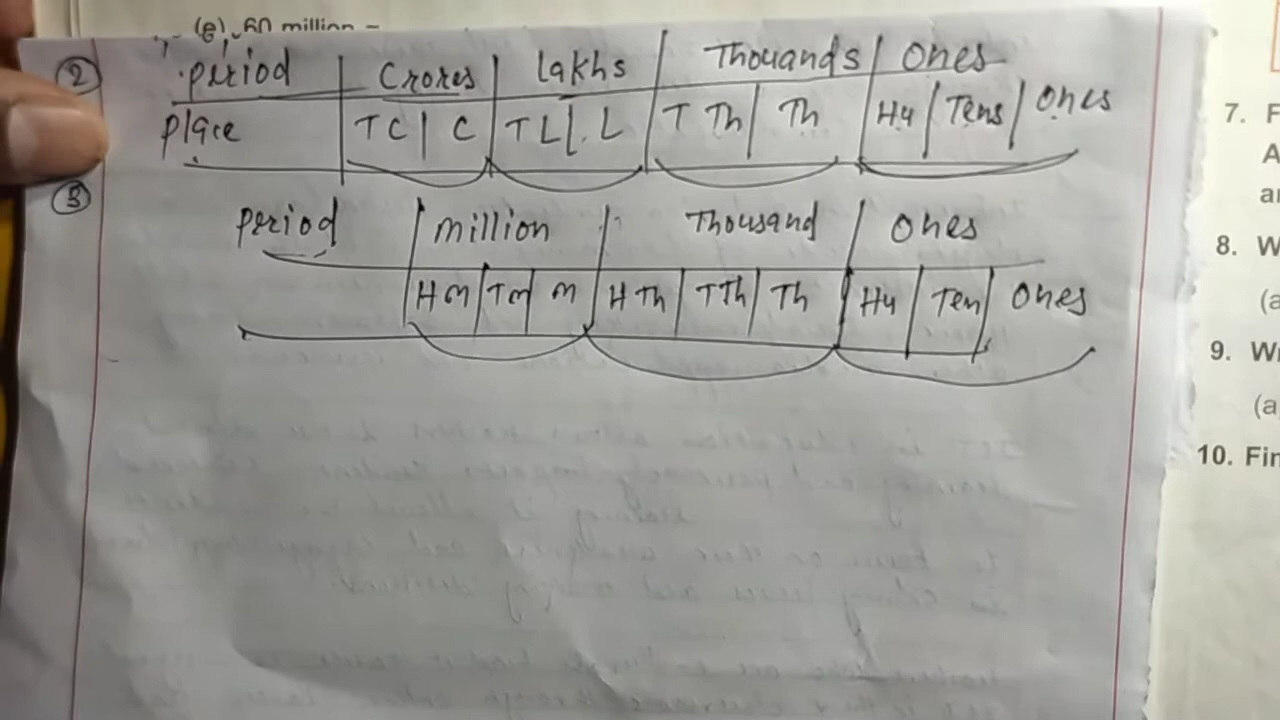 (e) 60 million –
② period | Crores | lakhs | Thouands | Ones
place | TC | C | TL | L | T Th | Th | Hu | Tens | Ones
③
period | million | Thousand | Ones
H M | TM | M | H Th | TTh | Th | Hu | Ten | Ones
7. F
A
ar
8. W
(a
9. Wr
(a
10. Fin